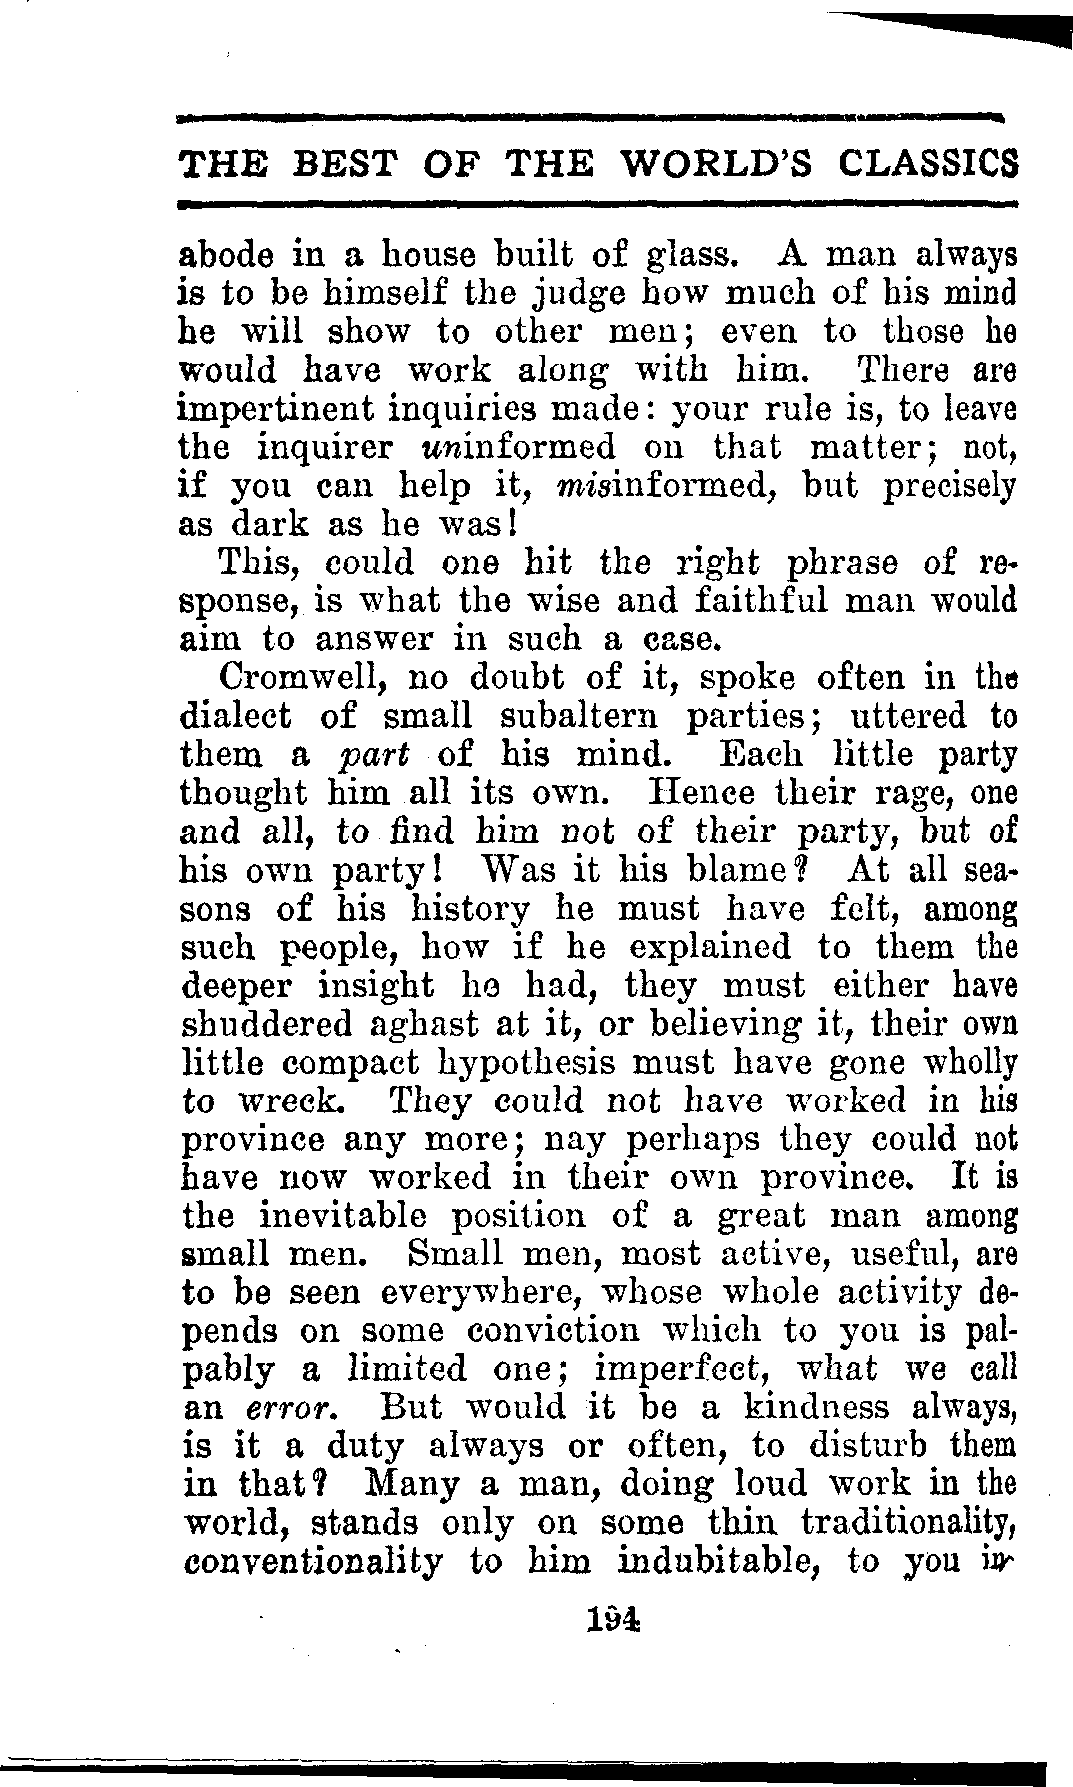 THE BEST OF THE WORLD'S CLASSICS
abode in a house built of glass. A man always
is to be himself the judge how much of his mind
he will show to other men; even to those he
would have work along with him. There are
impertinent inquiries made: your rule is, to leave
the inquirer uninformed on that matter; not,
if you can help it, misinformed, but precisely
as dark as he was!
This, could one hit the right phrase of re-
sponse, is what the wise and faithful man would
aim to answer in such a case.
Cromwell, no doubt of it, spoke often in the
dialect of small subaltern parties; uttered to
them a part of his mind. Each little party
thought him all its own. Hence their rage, one
and all, to find him not of their party, but of
his own party! Was it his blame? At all sea-
sons of his history he must have felt, among
such people, how if he explained to them the
deeper insight he had, they must either have
shuddered aghast at it, or believing it, their own
little compact hypothesis must have gone wholly
to wreck. They could not have worked in his
province any more; nay perhaps they could not
have now worked in their own province. It is
the inevitable position of a great man among
small men. Small men, most active, useful, are
to be seen everywhere, whose whole activity de-
pends on some conviction which to you is pal-
pably a limited one; imperfect, what we call
an error. But would it be a kindness always,
is it a duty always or often, to disturb them
in that? Many a man, doing loud work in the
world, stands only on some thin traditionality,
conventionality to him indubitable, to you in-
194